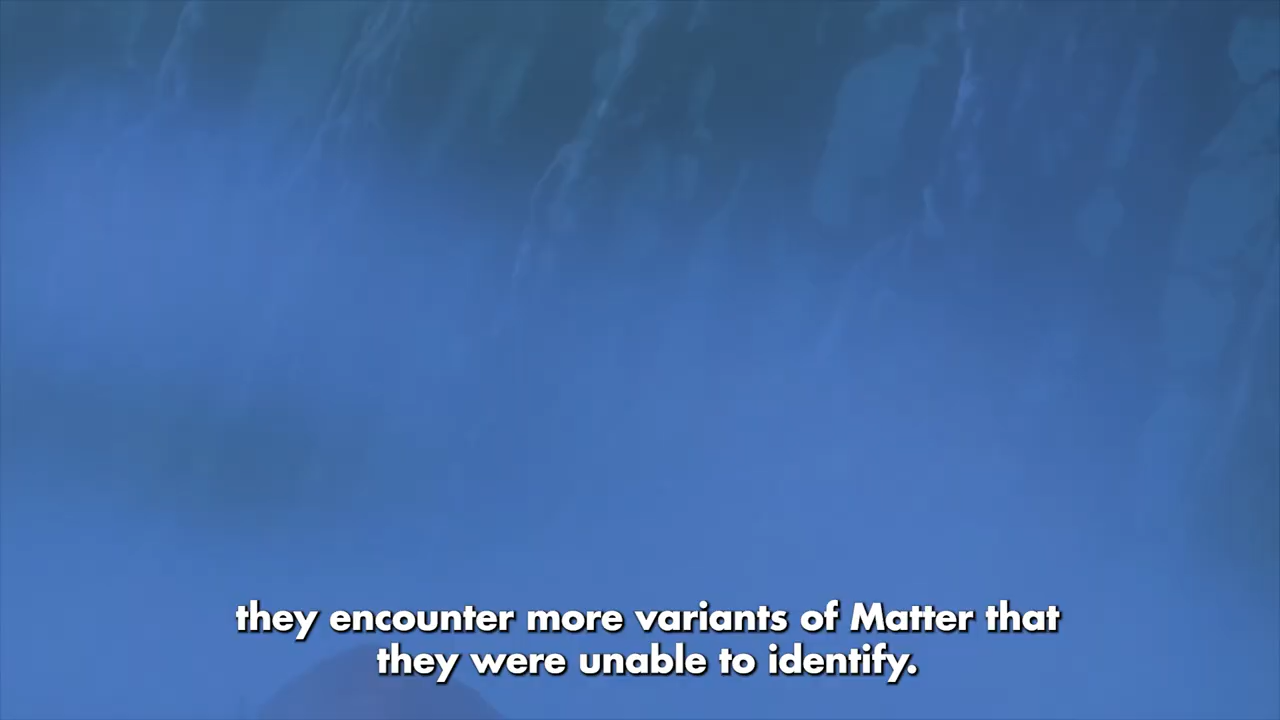 they encounter more variants of Matter that
they were unable to identify.